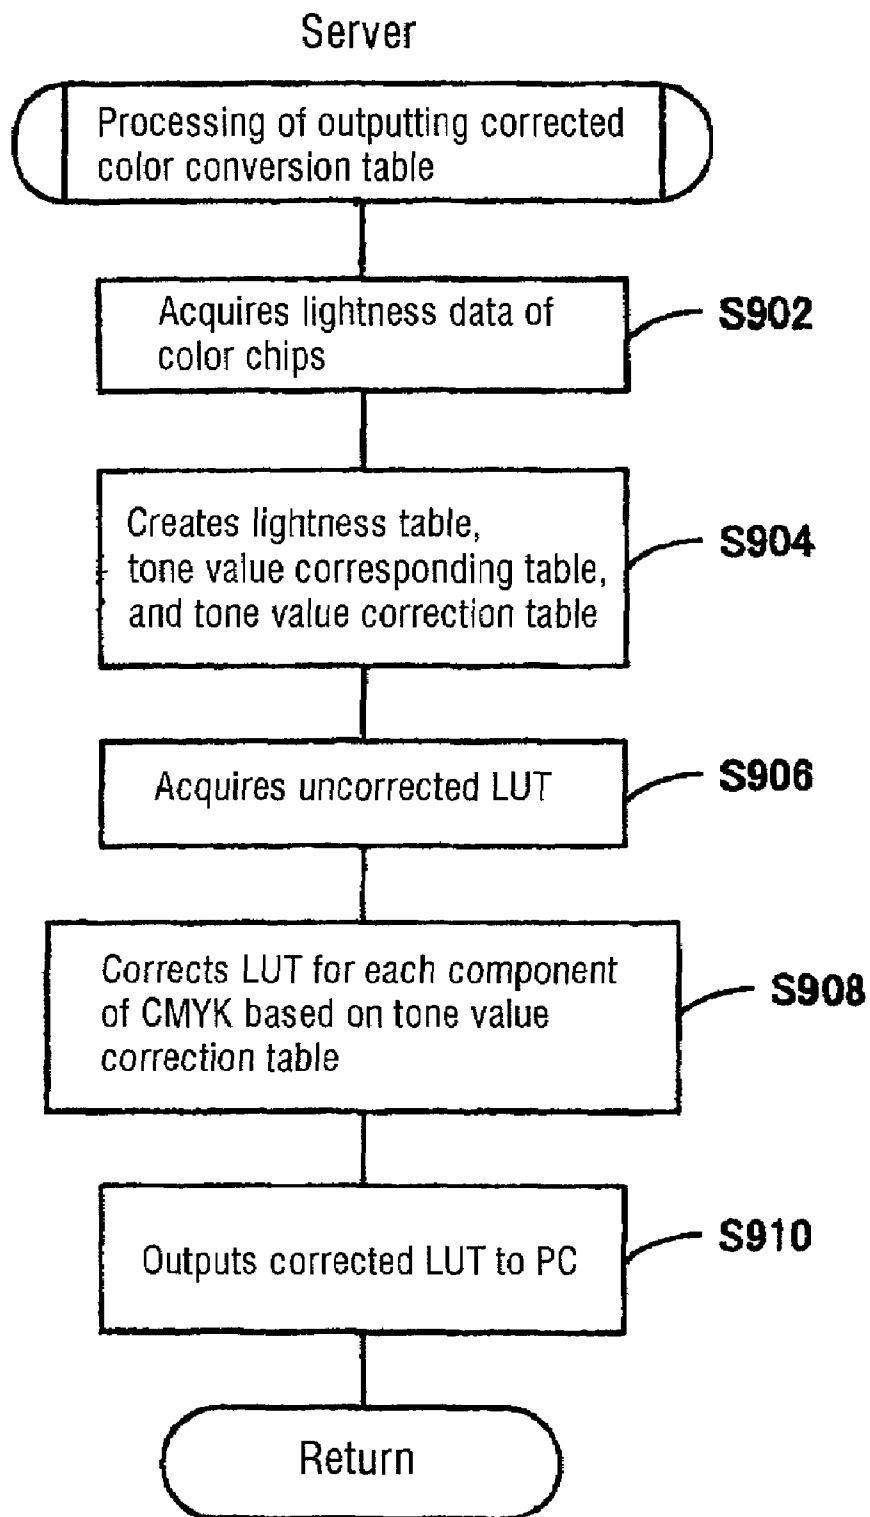 Server
Processing of outputting corrected
color conversion table
Acquires lightness data of
color chips
S902
Creates lightness table,
tone value corresponding table,
and tone value correction table
S904
Acquires uncorrected LUT
S906
Corrects LUT for each component
of CMYK based on tone value
correction table
S908
Outputs corrected LUT to PC
S910
Return